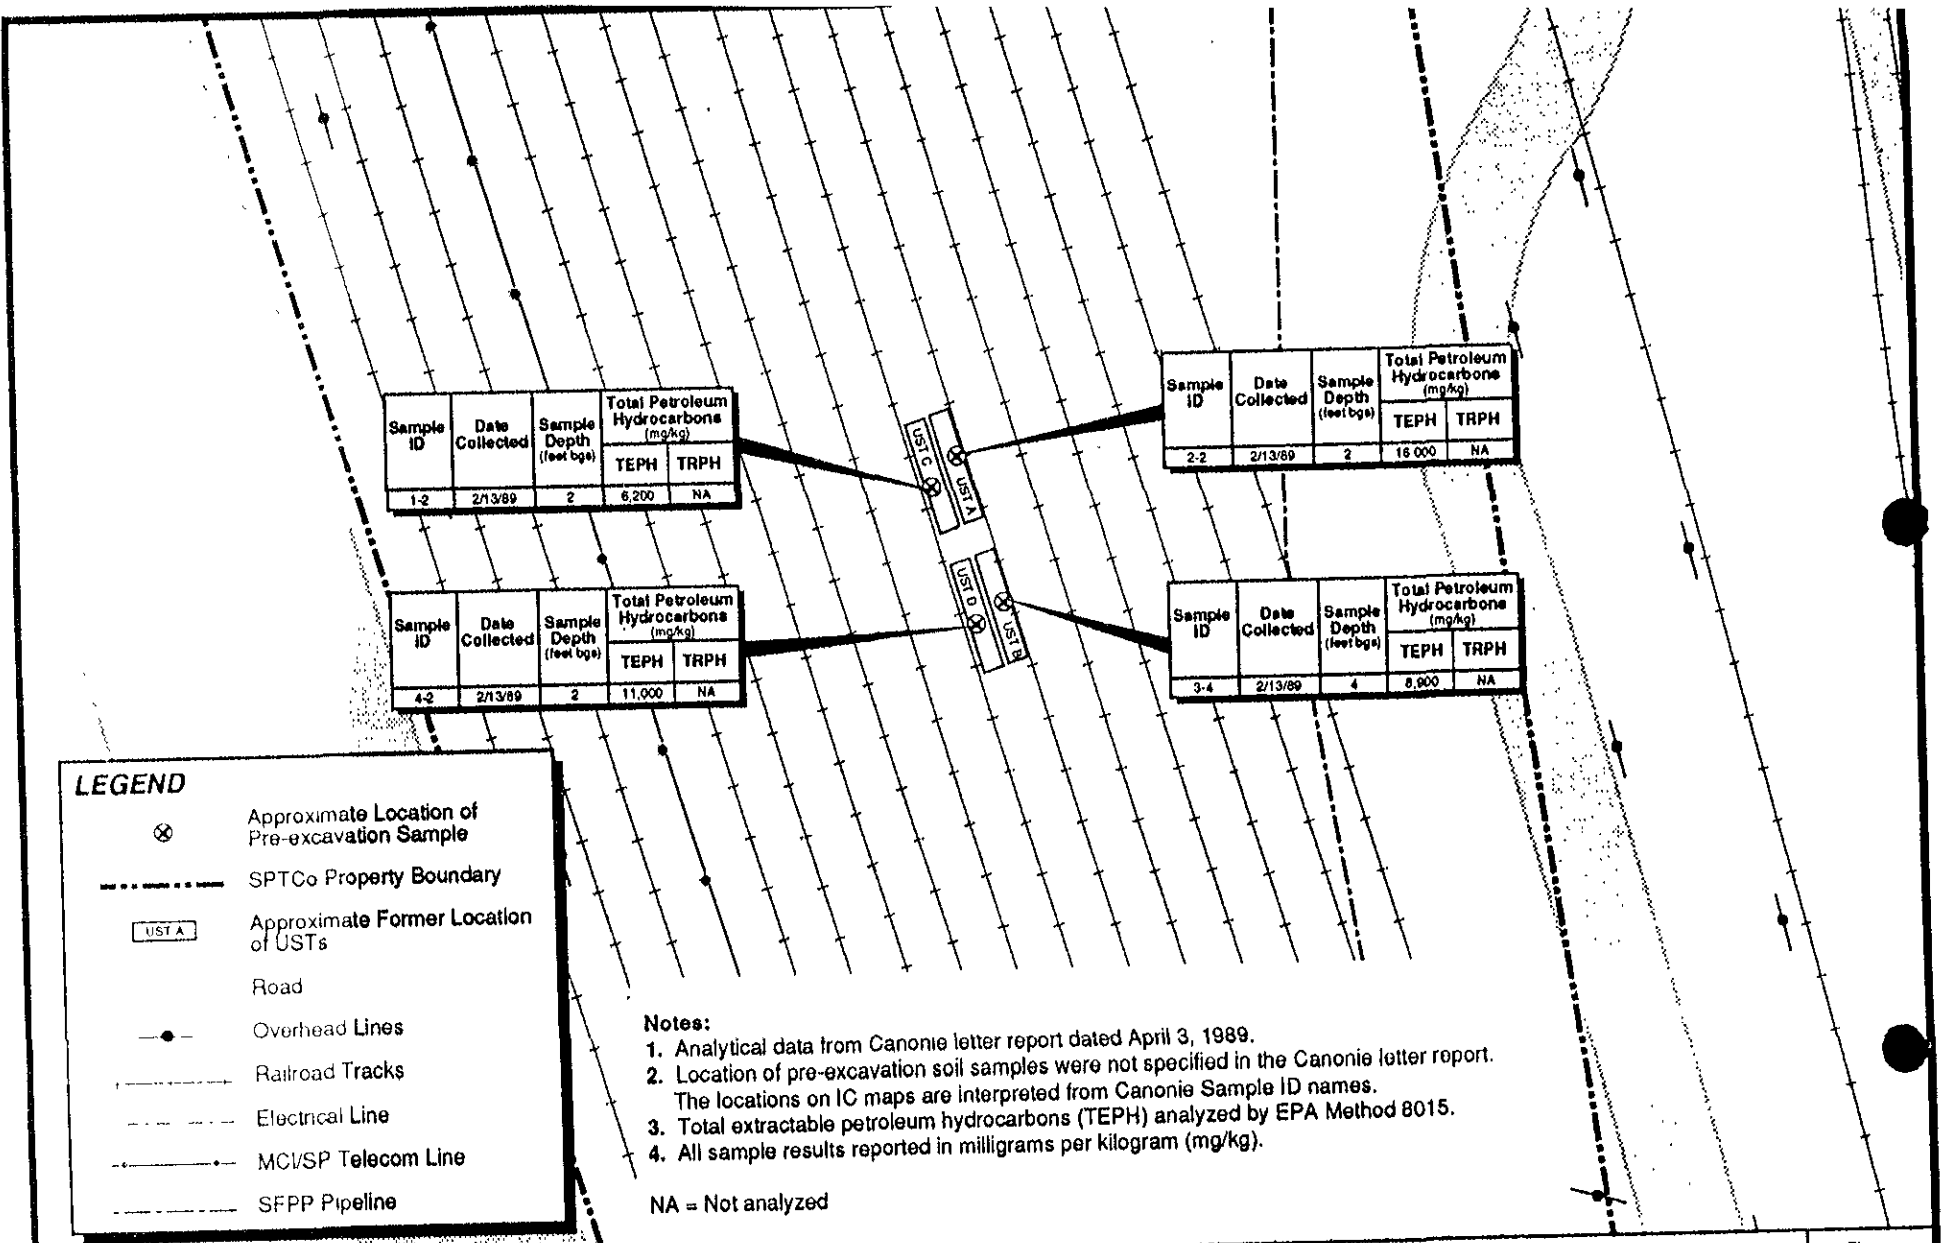 Sample ID
Date Collected
Sample Depth (feet bgs)
Total Petroleum Hydrocarbons (mg/kg)
TEPH TRPH
1-2 2/13/89 2 6,200 NA
Sample ID
Date Collected
Sample Depth (feet bgs)
Total Petroleum Hydrocarbons (mg/kg)
TEPH TRPH
2-2 2/13/89 2 16 000 NA
UST C
UST A
UST D
UST B
Sample ID
Date Collected
Sample Depth (feet bgs)
Total Petroleum Hydrocarbons (mg/kg)
TEPH TRPH
4-2 2/13/89 2 11,000 NA
Sample ID
Date Collected
Sample Depth (feet bgs)
Total Petroleum Hydrocarbons (mg/kg)
TEPH TRPH
3-4 2/13/89 4 8,900 NA
LEGEND
Approximate Location of
Pre-excavation Sample
SPTCo Property Boundary
UST A
Approximate Former Location
of USTs
Road
Overhead Lines
Railroad Tracks
Electrical Line
MCI/SP Telecom Line
SFPP Pipeline
Notes:
1. Analytical data from Canonie letter report dated April 3, 1989.
2. Location of pre-excavation soil samples were not specified in the Canonie letter report.
The locations on IC maps are interpreted from Canonie Sample ID names.
3. Total extractable petroleum hydrocarbons (TEPH) analyzed by EPA Method 8015.
4. All sample results reported in milligrams per kilogram (mg/kg).
NA = Not analyzed